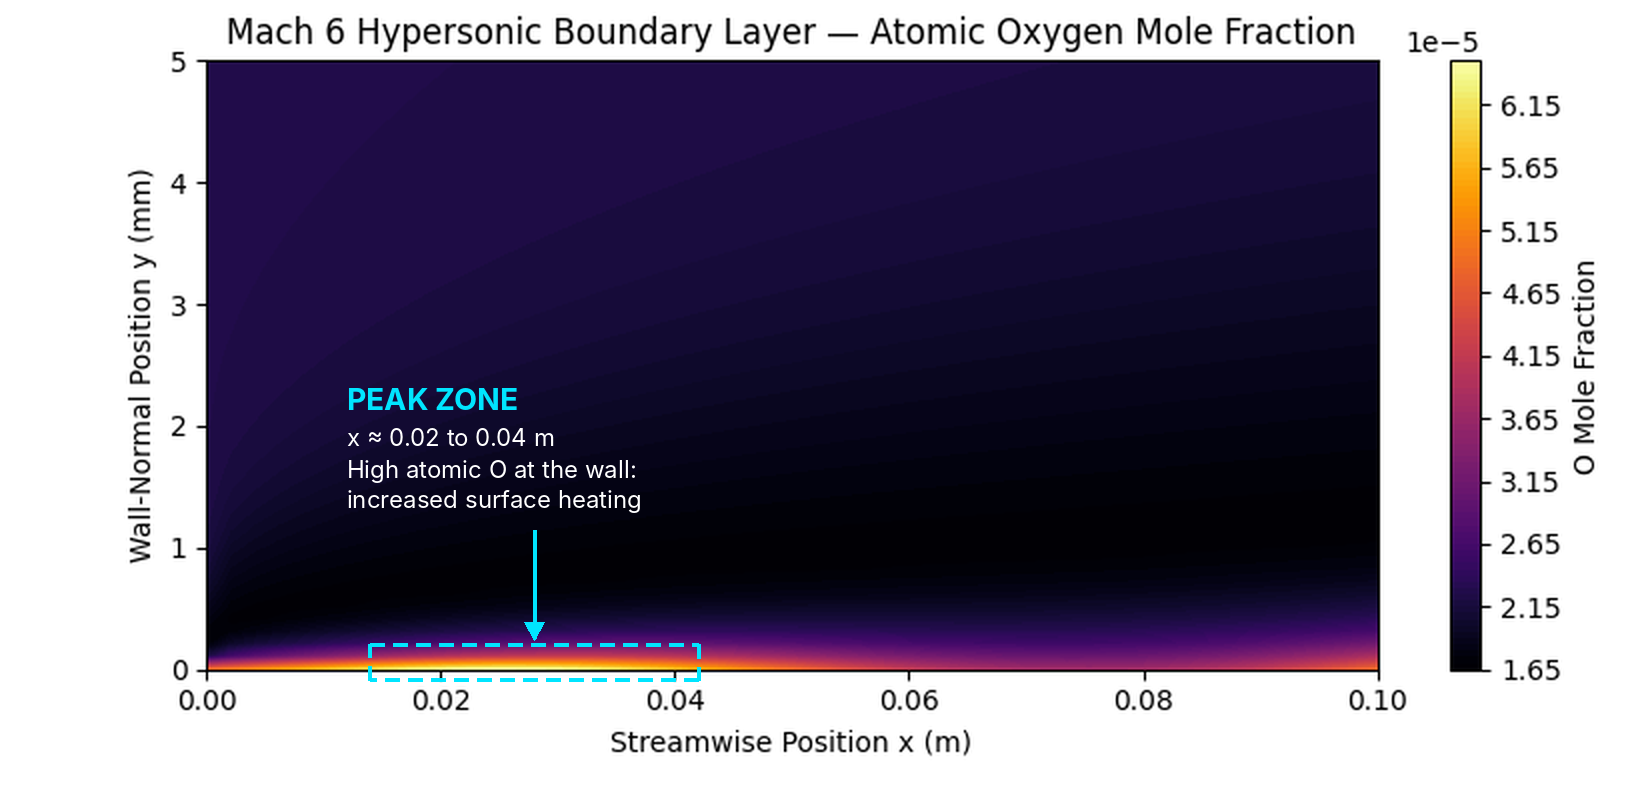 Mach 6 Hypersonic Boundary Layer — Atomic Oxygen Mole Fraction
1e−5
5
4
3
2
1
0
Wall-Normal Position y (mm)
PEAK ZONE
x ≈ 0.02 to 0.04 m
High atomic O at the wall:
increased surface heating
0.00 0.02 0.04 0.06 0.08 0.10
Streamwise Position x (m)
6.15
5.65
5.15
4.65
4.15
3.65
3.15
2.65
2.15
1.65
O Mole Fraction